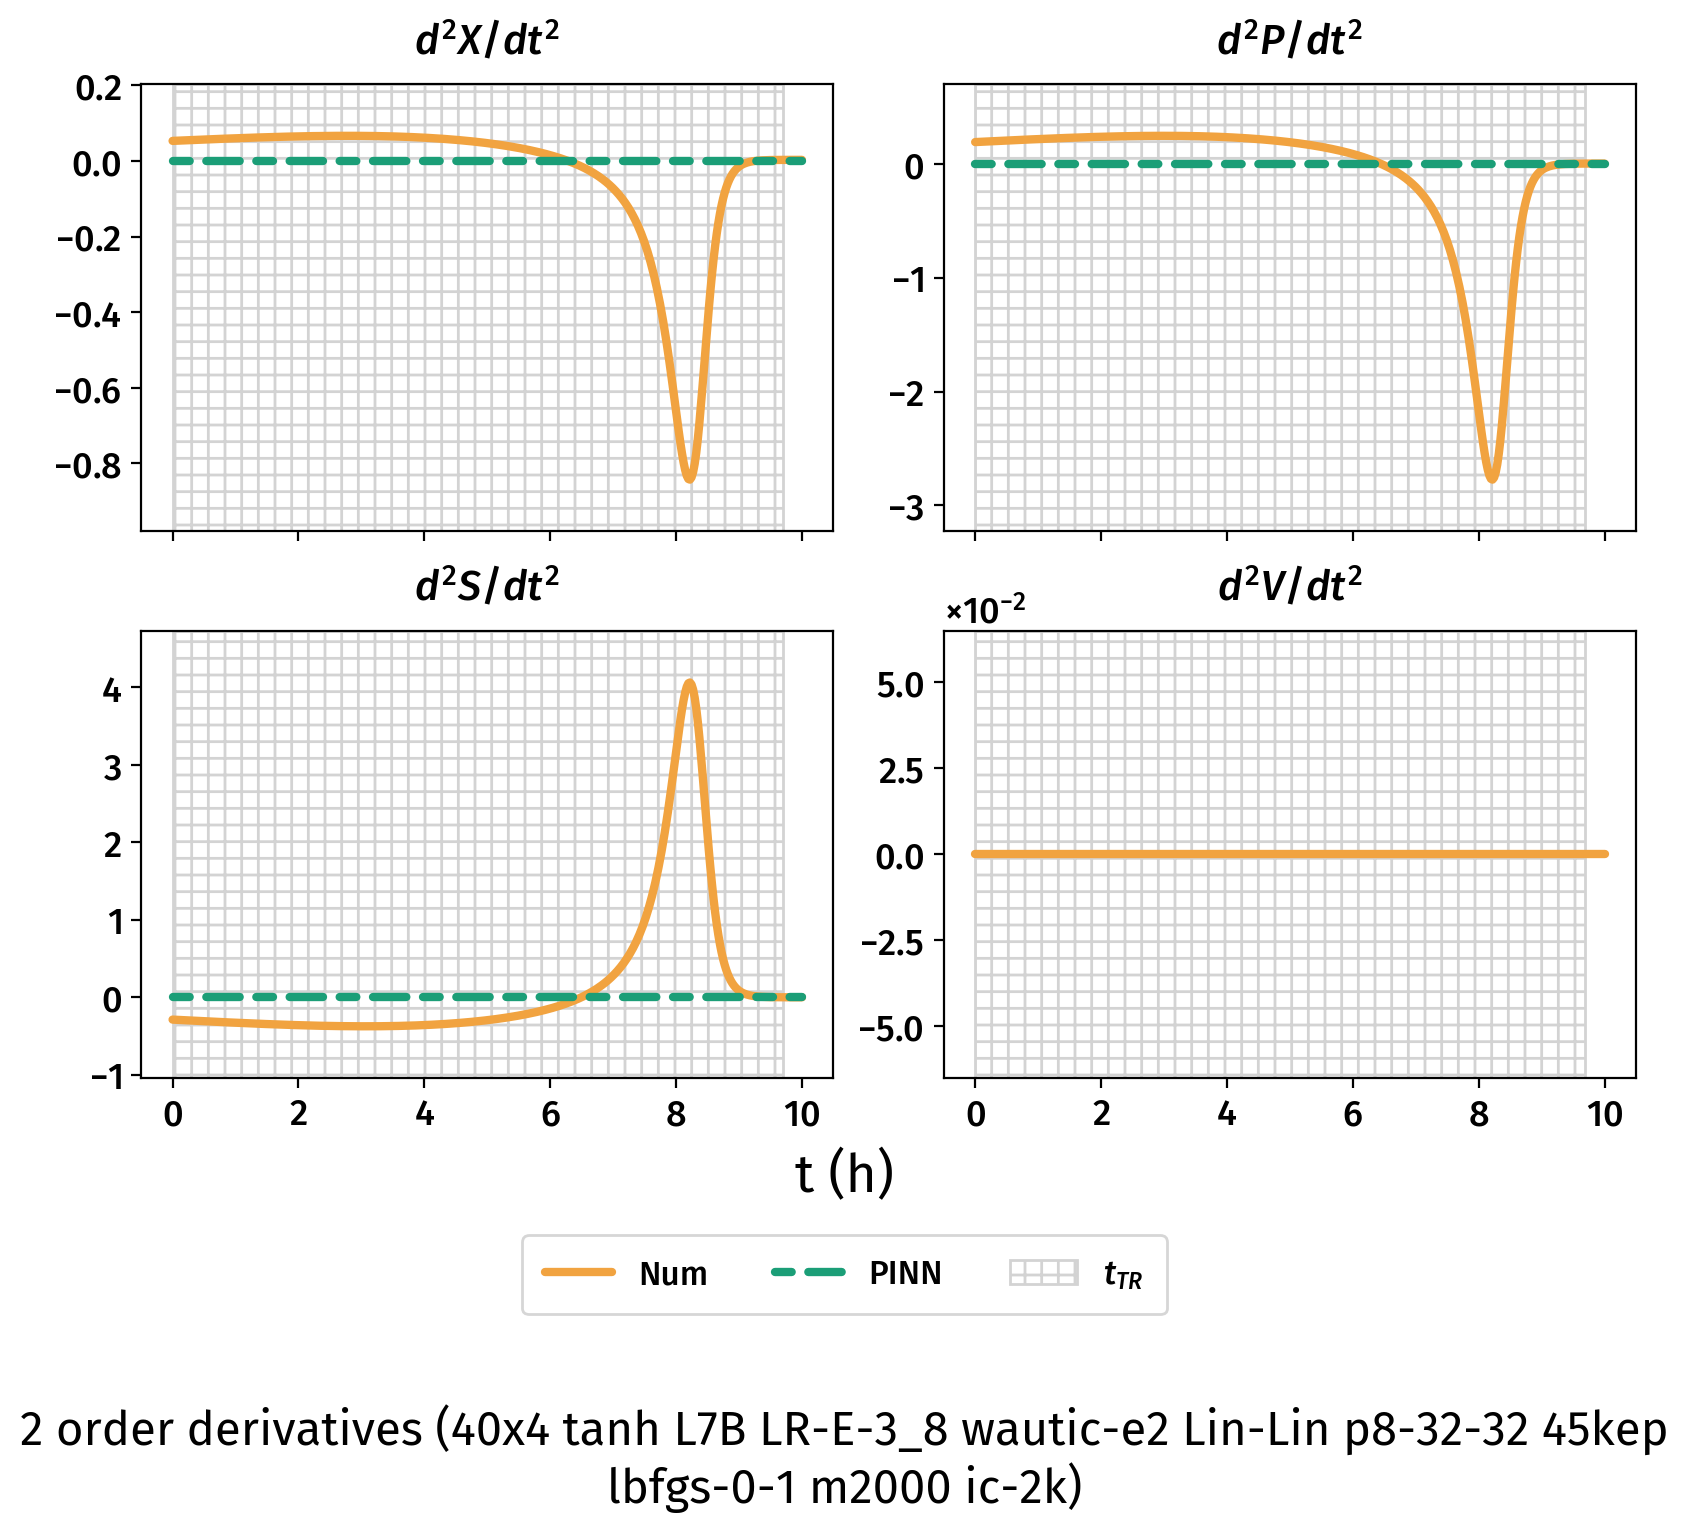 d²X/dt²
d²P/dt²
0.2
0.0
−0.2
−0.4
−0.6
−0.8
0
−1
−2
−3
d²S/dt²
d²V/dt²
×10⁻²
4
3
2
1
0
−1
5.0
2.5
0.0
−2.5
−5.0
0 2 4 6 8 10
0 2 4 6 8 10
t (h)
Num PINN t_TR
2 order derivatives (40x4 tanh L7B LR-E-3_8 wautic-e2 Lin-Lin p8-32-32 45kep
lbfgs-0-1 m2000 ic-2k)